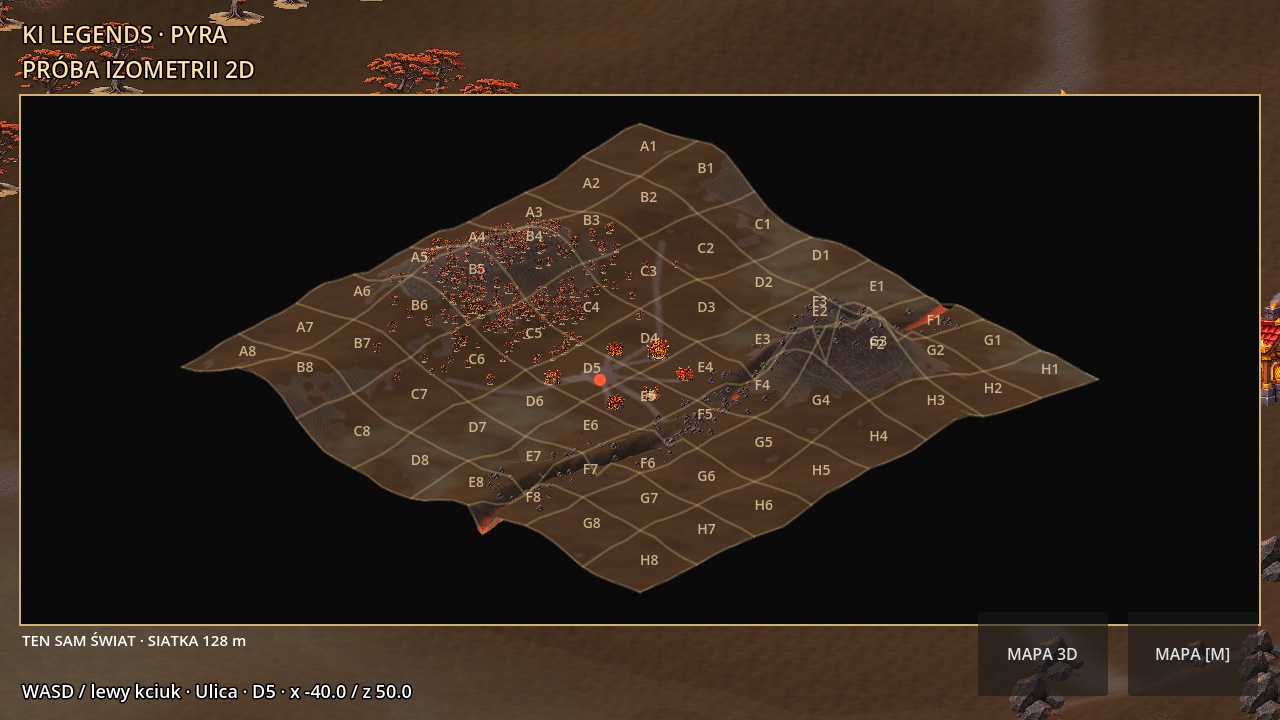 KI LEGENDS · PYRA
PRÓBA IZOMETRII 2D
A1
B1
A2
B2
A3
B3
C1
A4
B4
C2
D1
A5
B5
C3
D2
E1
A6
B6
C4
D3
F3
E2
F1
A7
B7
C5
D4
E3
G3
F2
G2
G1
A8
B8
C6
D5
E4
F4
H1
C7
D6
E5
F5
G4
H3
H2
C8
D7
E6
G5
H4
D8
E7
F7
F6
G6
H5
E8
F8
G7
H6
G8
H7
H8
TEN SAM ŚWIAT · SIATKA 128 m
MAPA 3D
MAPA [M]
WASD / lewy kciuk · Ulica · D5 · x -40.0 / z 50.0